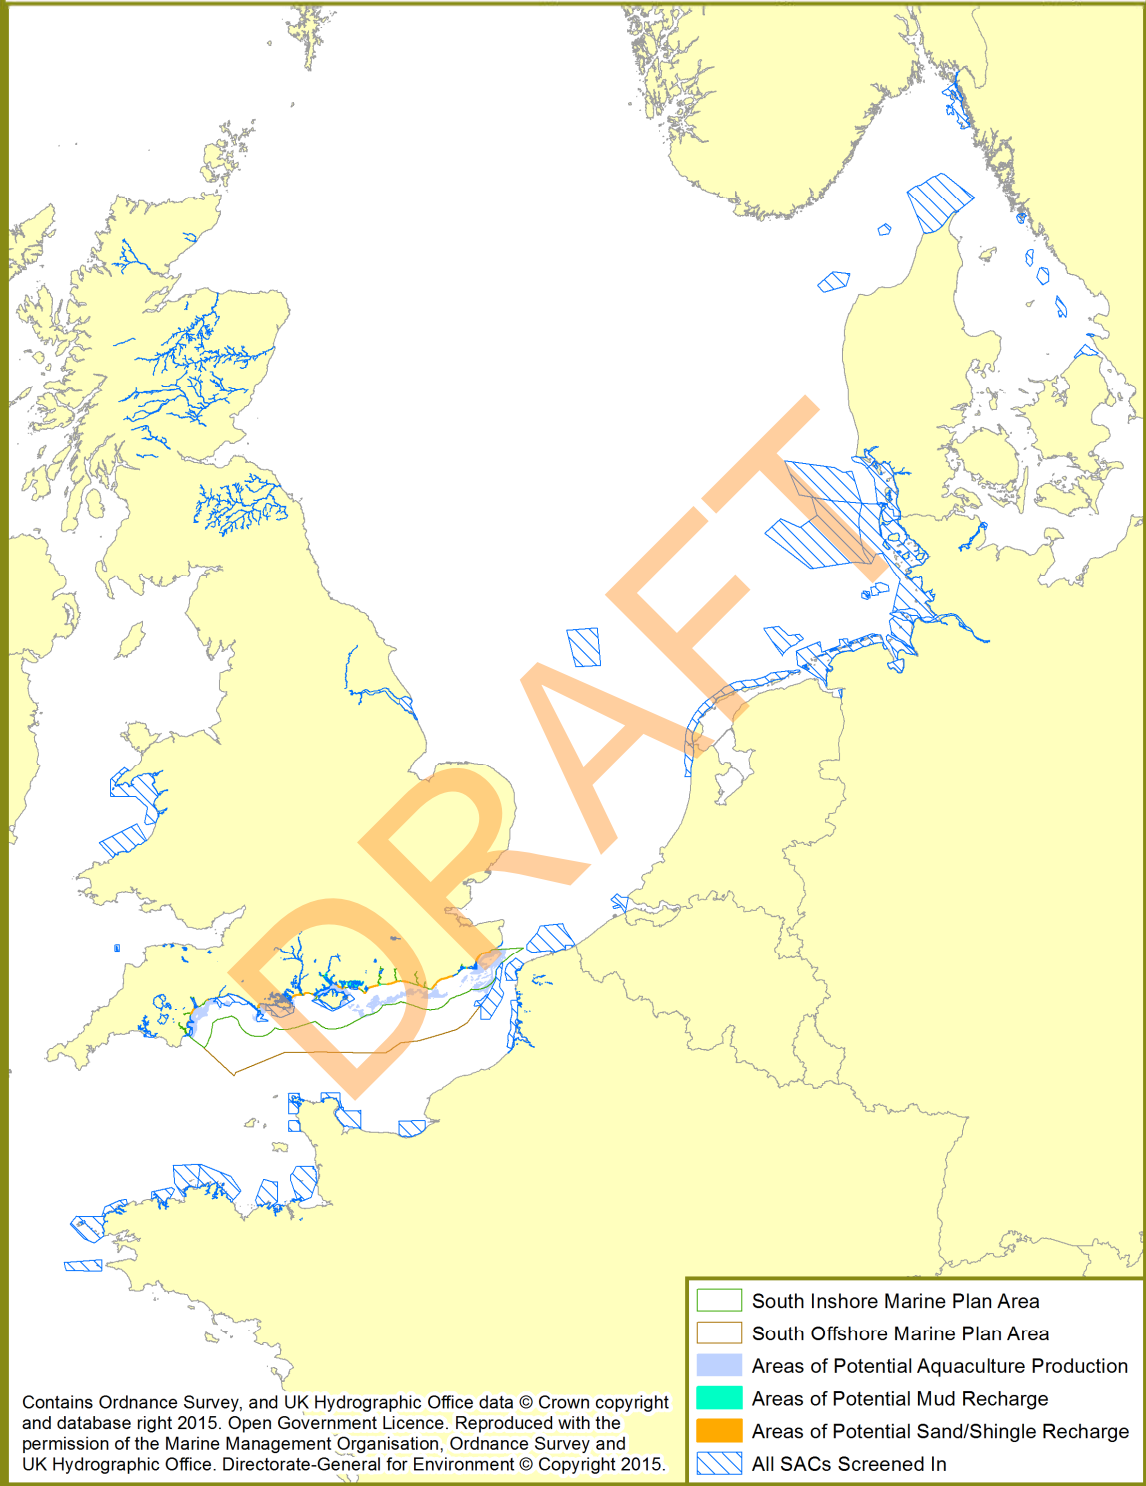 DRAFT
South Inshore Marine Plan Area
South Offshore Marine Plan Area
Areas of Potential Aquaculture Production
Areas of Potential Mud Recharge
Areas of Potential Sand/Shingle Recharge
All SACs Screened In
Contains Ordnance Survey, and UK Hydrographic Office data © Crown copyright
and database right 2015. Open Government Licence. Reproduced with the
permission of the Marine Management Organisation, Ordnance Survey and
UK Hydrographic Office. Directorate-General for Environment © Copyright 2015.